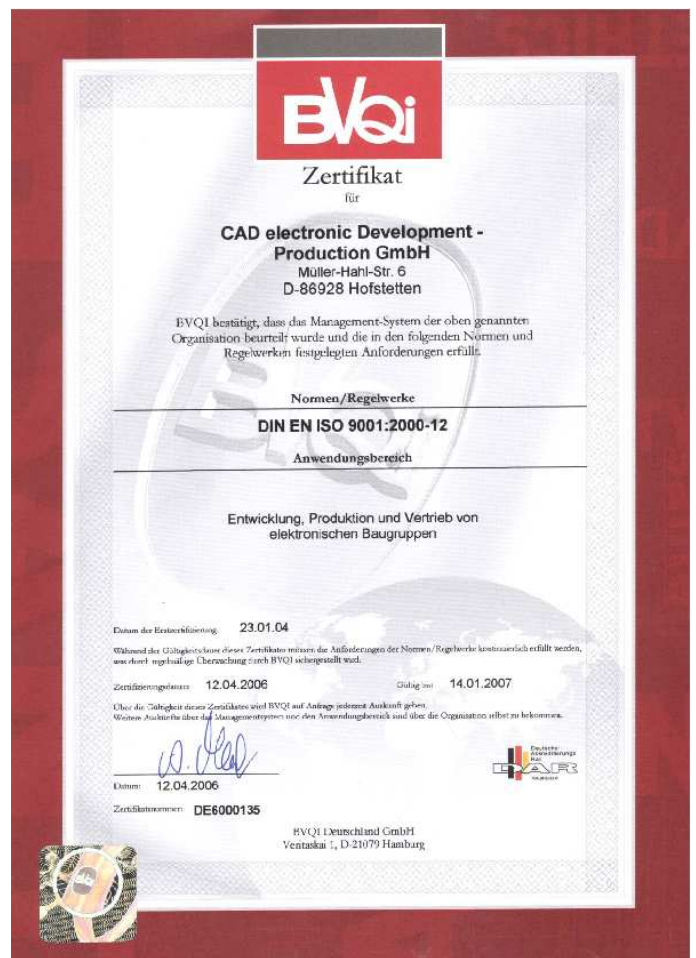 BVQi
Zertifikat
für
CAD electronic Development -
Production GmbH
Müller-Hahl-Str. 6
D-86928 Hofstetten
BVQI bestätigt, dass das Management-System der oben genannten
Organisation beurteilt wurde und die in den folgenden Normen und
Regelwerken festgelegten Anforderungen erfüllt.
Normen/Regelwerke
DIN EN ISO 9001:2000-12
Anwendungsbereich
Entwicklung, Produktion und Vertrieb von
elektronischen Baugruppen
Datum der Erstzertifizierung: 23.01.04
Während der Gültigkeitsdauer dieses Zertifikates müssen die Anforderungen der Normen/Regelwerke kontinuierlich erfüllt werden,
was durch regelmäßige Überwachung durch BVQI sichergestellt wird.
Zertifizierungsdatum: 12.04.2006 Gültig bis: 14.01.2007
Über die Gültigkeit dieses Zertifikates wird BVQI auf Anfrage jederzeit Auskunft geben.
Weitere Auskünfte über das Managementsystem und den Anwendungsbereich sind über die Organisation selbst zu bekommen.
Deutscher
Akkreditierungs
Rat
DAR
Datum: 12.04.2006
Zertifikatsnummer: DE6000135
BVQI Deutschland GmbH
Ventaskai 1, D-21079 Hamburg
BVQi